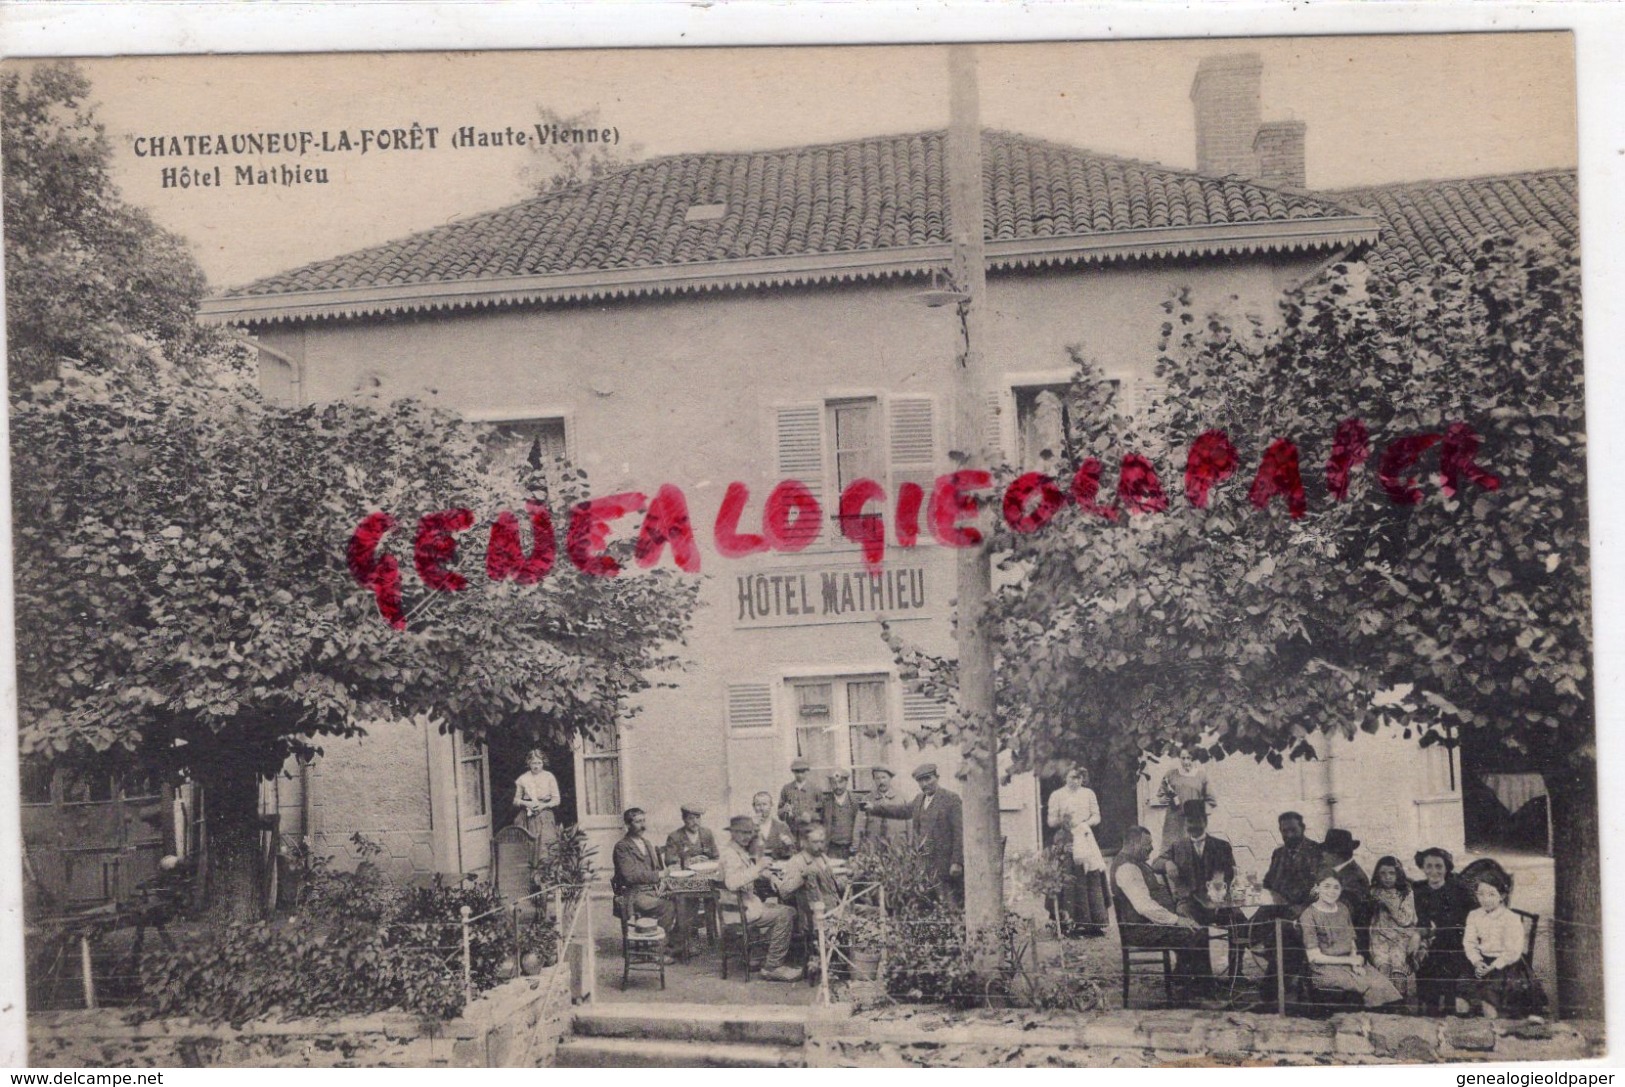 CHATEAUNEUF-LA-FORÊT (Haute-Vienne)
Hôtel Mathieu
GENEALOGIEOLDPAPER
HÔTEL MATHIEU
www.delcampe.net
genealogieoldpaper